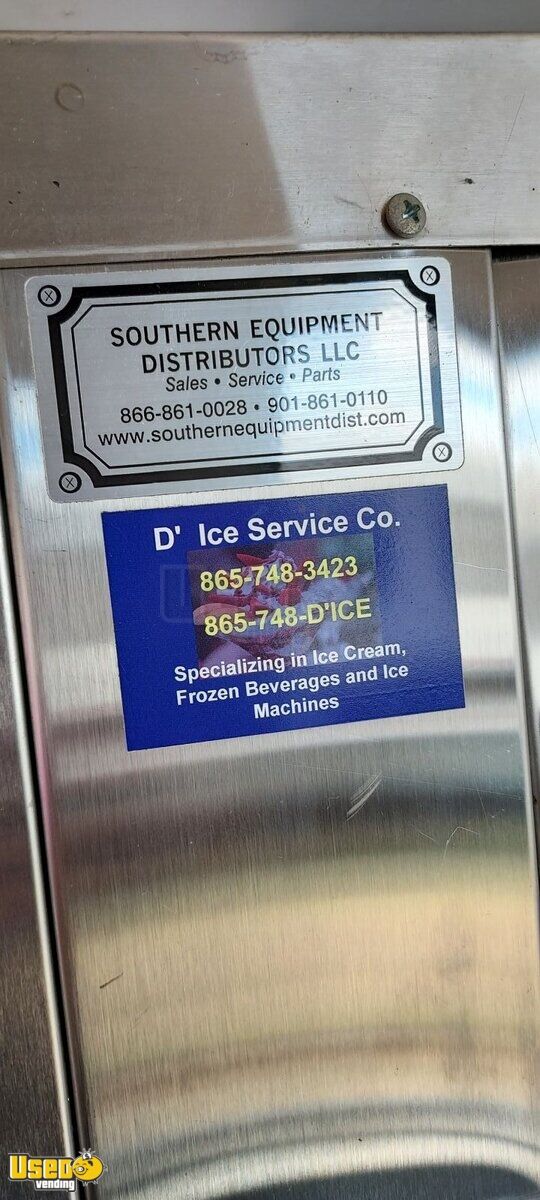 SOUTHERN EQUIPMENT
DISTRIBUTORS LLC
Sales • Service • Parts
866-861-0028 • 901-861-0110
www.southernequipmentdist.com
D' Ice Service Co.
865-748-3423
865-748-D'ICE
Specializing in Ice Cream,
Frozen Beverages and Ice
Machines
Used
vending